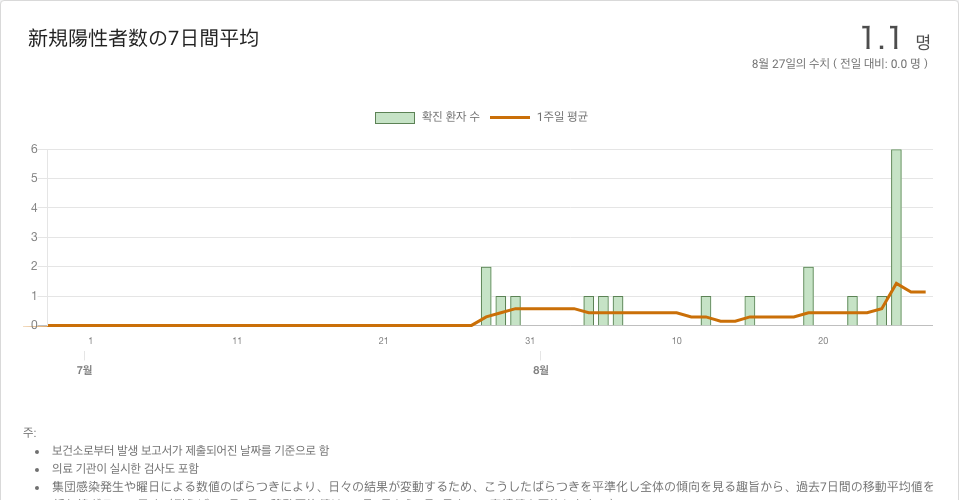 新規陽性者数の7日間平均
1.1 名
8월 27일의 수치 ( 전일 대비: 0.0 명 )
확진 환자 수 1주일 평균
6
5
4
3
2
1
0
1 11 21 31 10 20
7월 8월
주:
보건소로부터 발생 보고서가 제출되어진 날짜를 기준으로 함
의료 기관이 실시한 검사도 포함
集団感染発生や曜日による数値のばらつきにより、日々の結果が変動するため、こうしたばらつきを平準化し全体の傾向を見る趣旨から、過去7日間の移動平均値を